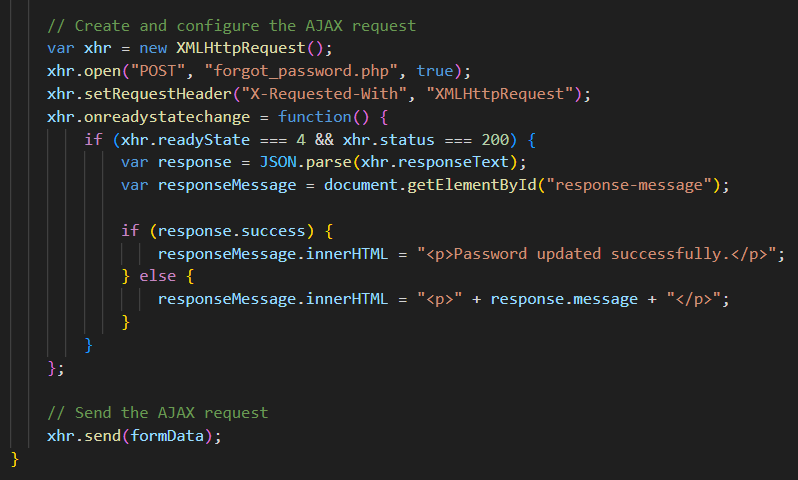 // Create and configure the AJAX request
var xhr = new XMLHttpRequest();
xhr.open("POST", "forgot_password.php", true);
xhr.setRequestHeader("X-Requested-With", "XMLHttpRequest");
xhr.onreadystatechange = function() {
if (xhr.readyState === 4 && xhr.status === 200) {
var response = JSON.parse(xhr.responseText);
var responseMessage = document.getElementById("response-message");
if (response.success) {
responseMessage.innerHTML = "<p>Password updated successfully.</p>";
} else {
responseMessage.innerHTML = "<p>" + response.message + "</p>";
}
}
};
// Send the AJAX request
xhr.send(formData);
}